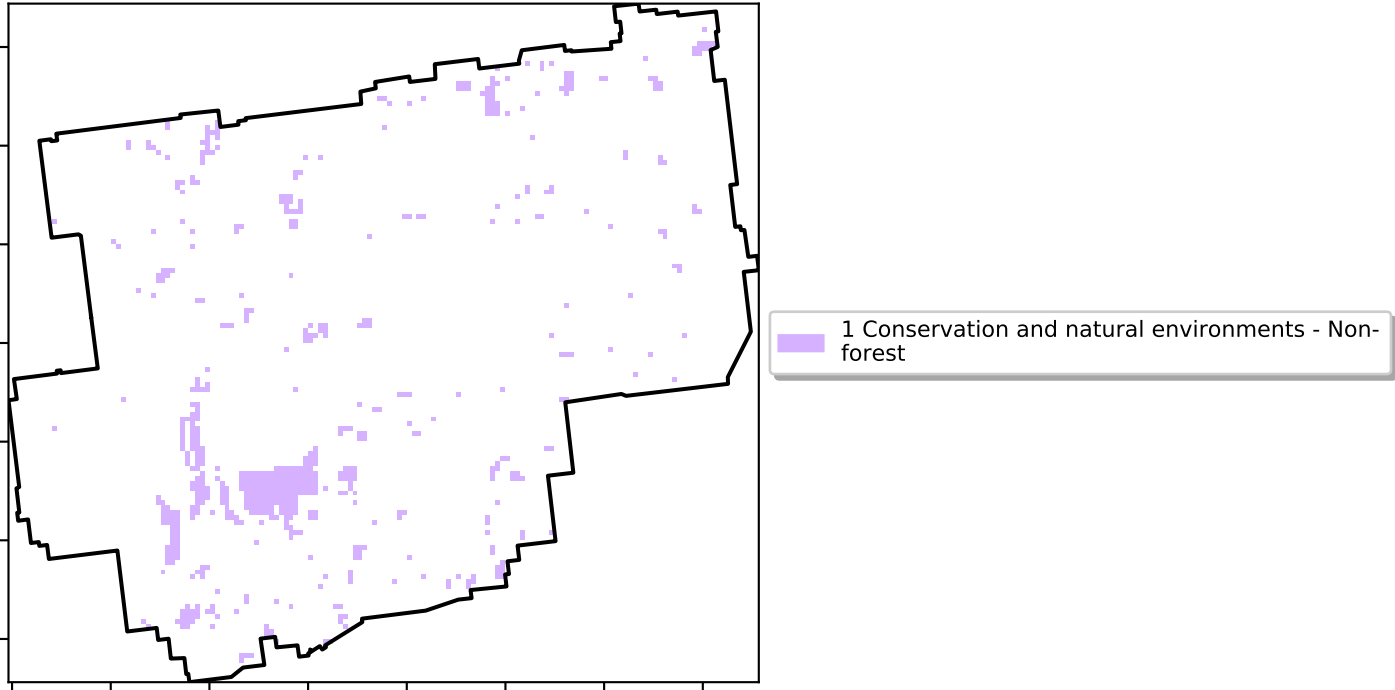 1 Conservation and natural environments - Non-
forest